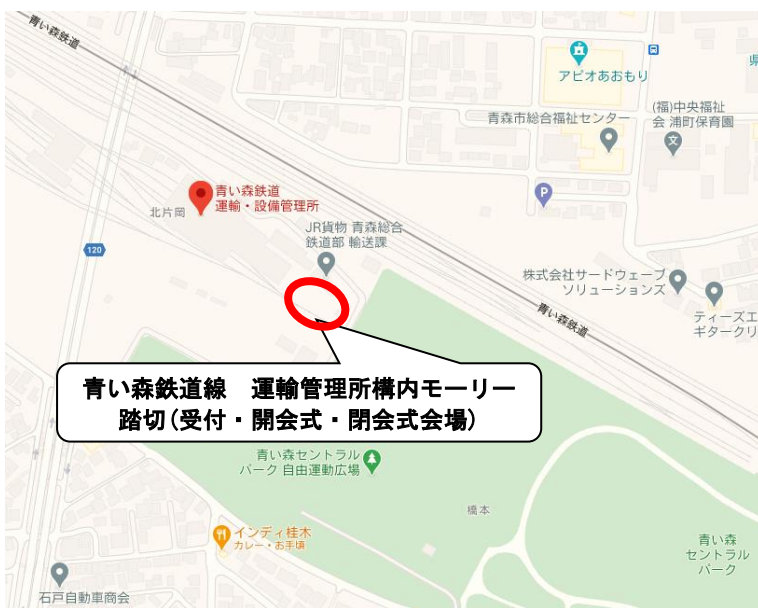 青い森鉄道
アピオあおもり
県
青森市総合福祉センター
(福)中央福祉
会 浦町保育園
青い森鉄道
運輸・設備管理所
北片岡
P
JR貨物 青森総合
鉄道部 輸送課
120
株式会社サードウェーブ
ソリューションズ
青い森鉄道
ティーズエ
ギタークリ
青い森鉄道線 運輸管理所構内モーリー
踏切(受付・開会式・閉会式会場)
青い森セントラル
パーク 自由運動広場
橋本
インディ桂木
カレー・お手頃
青い森
セントラル
パーク
石戸自動車商会